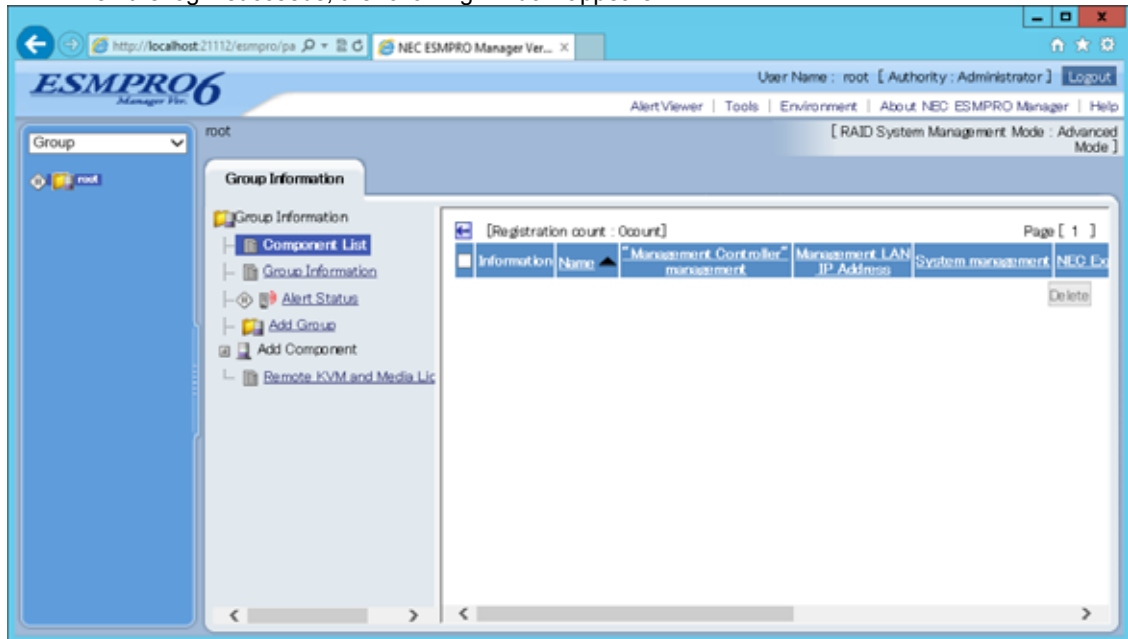 http://localhost:21112/esmpro/pa
NEC ESMPRO Manager Ver... ×
ESMPRO6
Manager Ver.
User Name : root [ Authority : Administrator ] Logout
AlertViewer | Tools | Environment | About NEC ESMPRO Manager | Help
Group
root
[ RAID System Management Mode : Advanced
Mode ]
root
Group Information
Group Information
Component List
Group Information
Alert Status
Add Group
Add Component
Remote KVM and Media Lic
[Registration count : 0count]
Page [ 1 ]
Information Name "Management Controller" management Management LAN IP Address System management NEC Ex
Delete